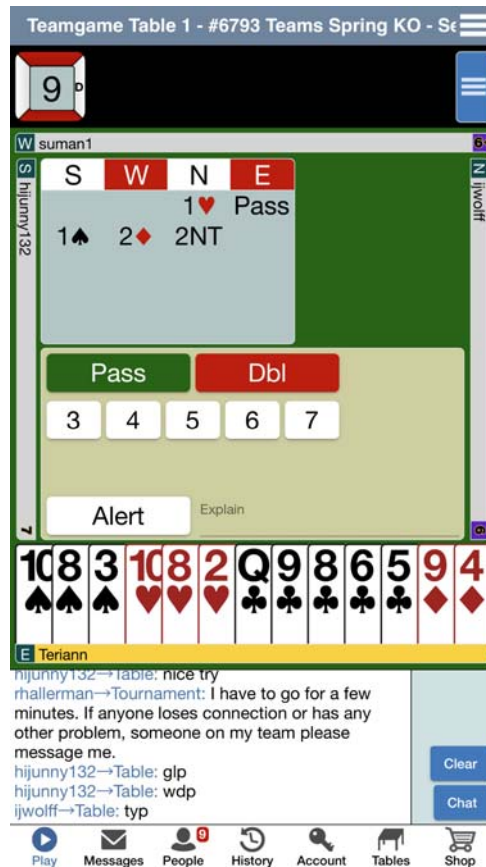 Teamgame Table 1 - #6793 Teams Spring KO - Se
9 D
W suman1
S hijunny132
N ijwolff
S W N E
1♥ Pass
1♠ 2♦ 2NT
Pass Dbl
3 4 5 6 7
Alert Explain
7
6
10 8 3 10 8 2 Q 9 8 6 5 9 4
♠ ♠ ♠ ♥ ♥ ♥ ♣ ♣ ♣ ♣ ♣ ♦ ♦
E Teriann
hijunny132→Table: nice try
rhallerman→Tournament: I have to go for a few
minutes. If anyone loses connection or has any
other problem, someone on my team please
message me.
hijunny132→Table: glp
hijunny132→Table: wdp
ijwolff→Table: typ
Clear
Chat
9
Play Messages People History Account Tables Shop